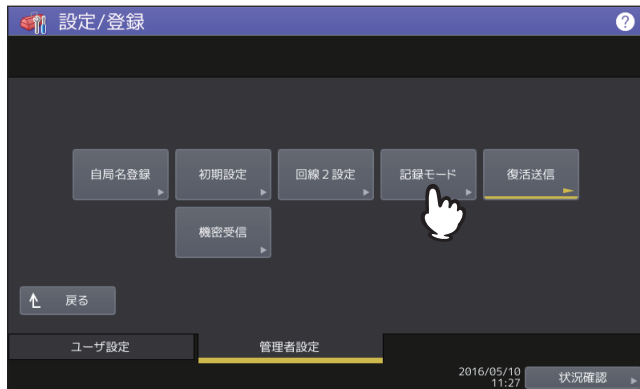 設定/登録
?
自局名登録
初期設定
回線2設定
記録モード
復活送信
機密受信
戻る
ユーザ設定
管理者設定
2016/05/10
11:27
状況確認